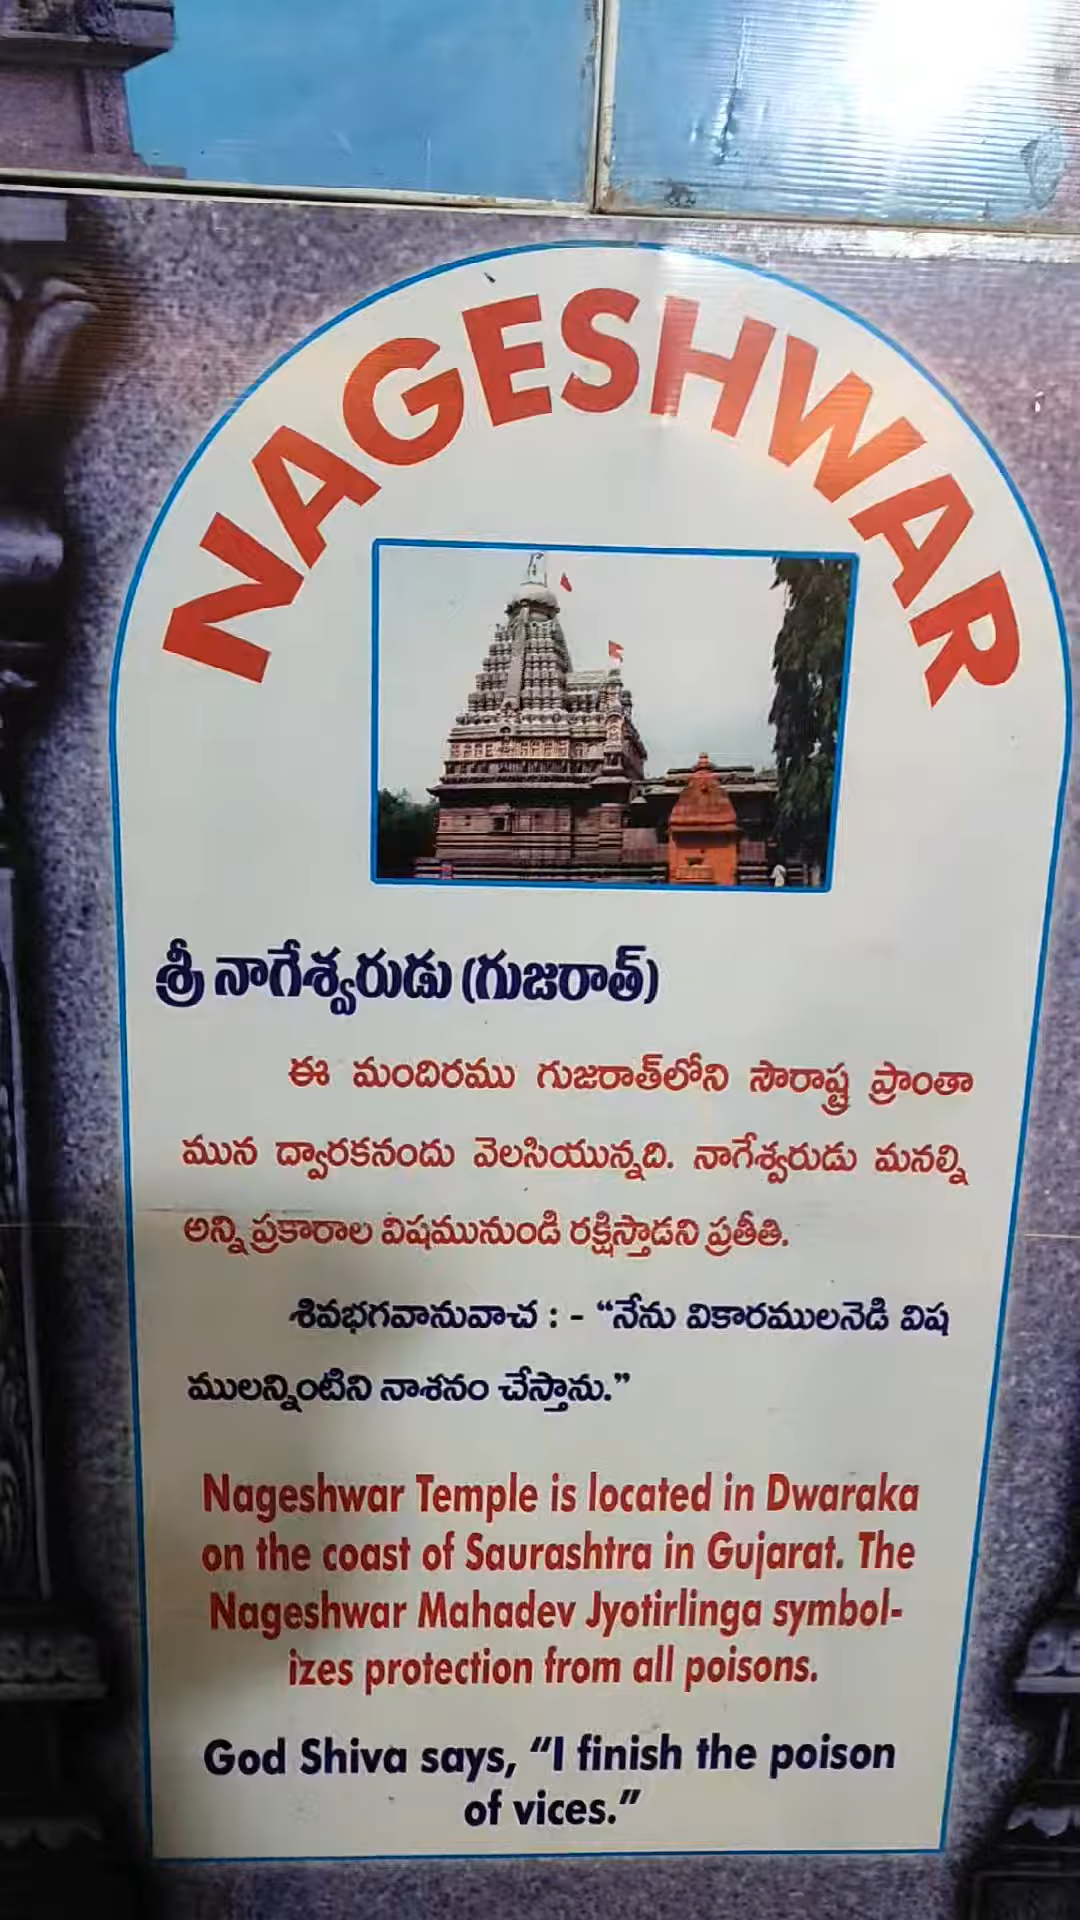 NAGESHWAR
శ్రీ నాగేశ్వరుడు (గుజరాత్)
ఈ మందిరము గుజరాత్‌లోని సౌరాష్ట్ర ప్రాంతా
మున ద్వారకనందు వెలసియున్నది. నాగేశ్వరుడు మనల్ని
అన్ని ప్రకారాల విషమునుండి రక్షిస్తాడని ప్రతీతి.
శివభగవానువాచ : - “నేను వికారములనెడి విష
ములన్నింటిని నాశనం చేస్తాను.”
Nageshwar Temple is located in Dwaraka
on the coast of Saurashtra in Gujarat. The
Nageshwar Mahadev Jyotirlinga symbol-
izes protection from all poisons.
God Shiva says, “I finish the poison
of vices.”